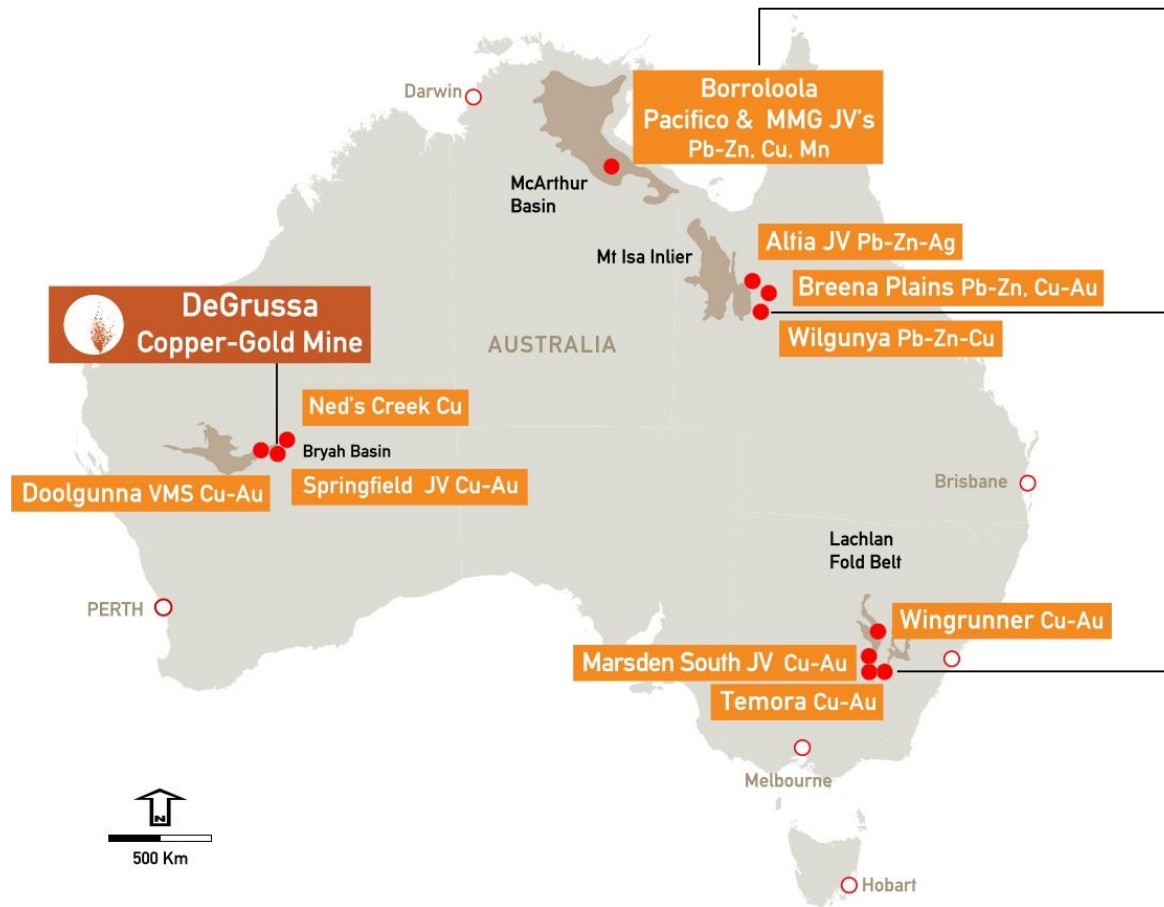 Darwin
Borroloola
Pacifico & MMG JV's
Pb-Zn, Cu, Mn
McArthur
Basin
Mt Isa Inlier
Altia JV Pb-Zn-Ag
Breena Plains Pb-Zn, Cu-Au
Wilgunya Pb-Zn-Cu
DeGrussa
Copper-Gold Mine
AUSTRALIA
Ned's Creek Cu
Bryah Basin
Doolgunna VMS Cu-Au
Springfield JV Cu-Au
Brisbane
Lachlan
Fold Belt
PERTH
Wingrunner Cu-Au
Marsden South JV Cu-Au
Temora Cu-Au
Melbourne
N
500 Km
Hobart